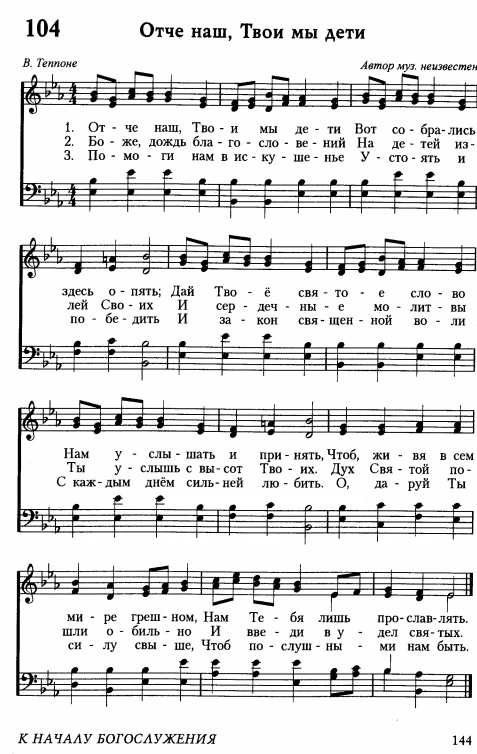 104 Отче наш, Твои мы дети
В. Теппоне Автор муз. неизвестен
1. От - че наш, Тво - и мы де - ти Вот со - бра - лись
2. Бо - же, дождь бла - го - сло - ве - ний На де - тей из -
3. По - мо - ги нам в ис - ку - ше - нье У - сто - ять и
здесь о - пять; Дай Тво - ё свя - то - е сло - во
лей Сво - их И сер - деч - ны - е мо - лит - вы
по - бе - дить И за - кон свя - щен - ной во - ли
Нам у - слы - шать и при - нять, Чтоб, жи - вя в сем
Ты у - слышь с вы - сот Тво - их. Дух Свя - той по -
С каж - дым днём силь - ней лю - бить. О, да - руй Ты
ми - ре греш - ном, Нам Те - бя лишь про - слав - лять.
шли о - биль - но И вве - ди в у - дел свя - тых.
си - лу свы - ше, Чтоб по - слуш - ны - ми нам быть.
К НАЧАЛУ БОГОСЛУЖЕНИЯ 144